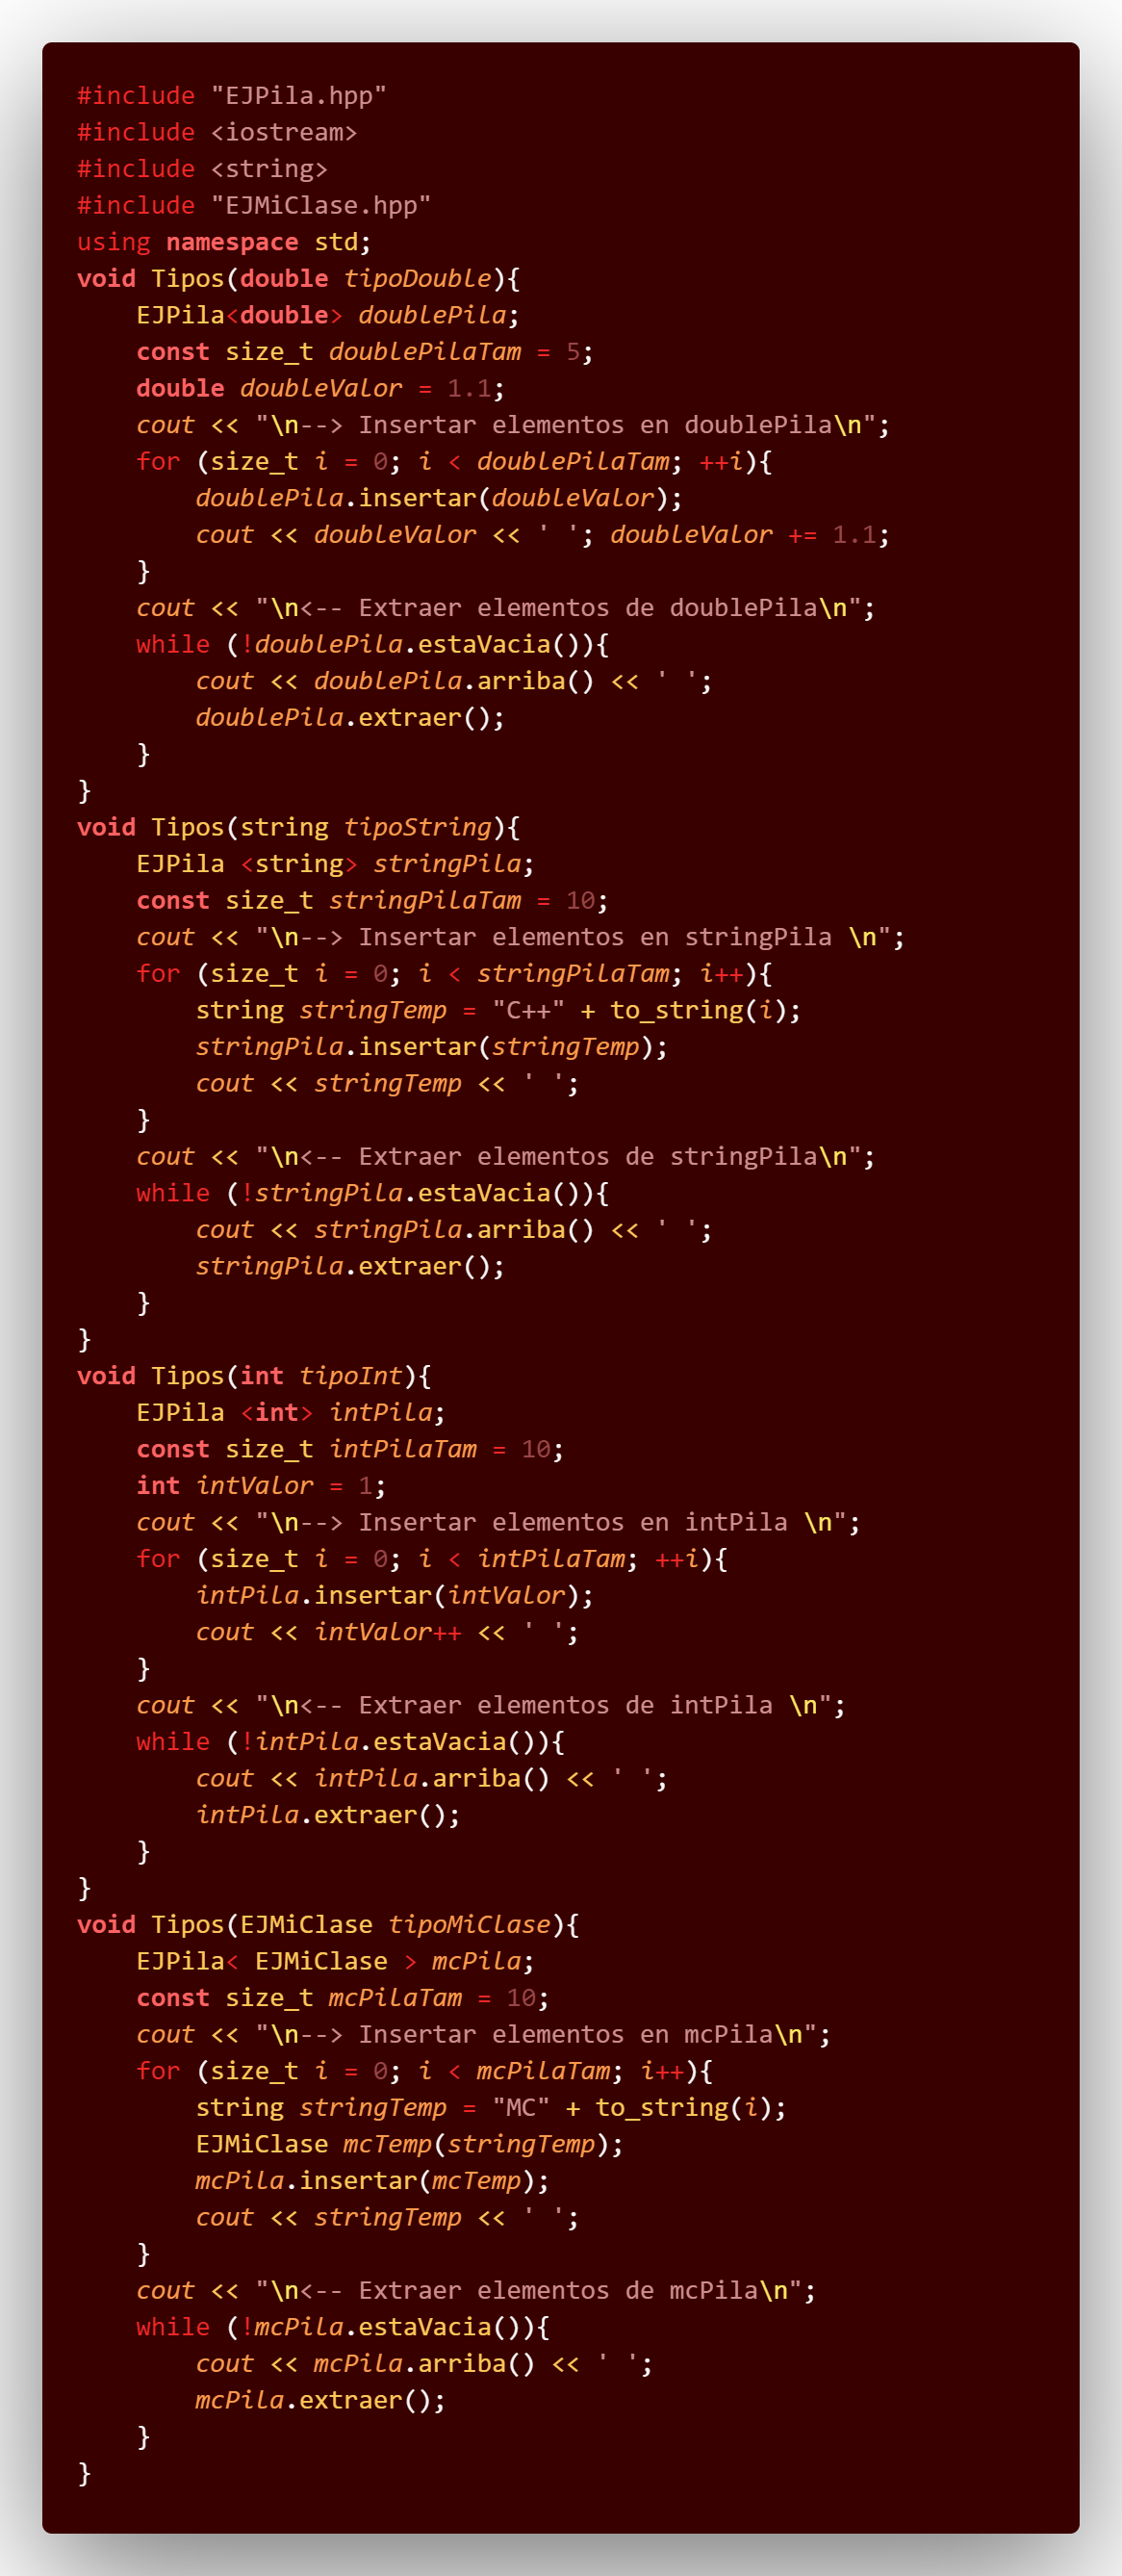 #include "EJPila.hpp"
#include <iostream>
#include <string>
#include "EJMiClase.hpp"
using namespace std;
void Tipos(double tipoDouble){
    EJPila<double> doublePila;
    const size_t doublePilaTam = 5;
    double doubleValor = 1.1;
    cout << "\n--> Insertar elementos en doublePila\n";
    for (size_t i = 0; i < doublePilaTam; ++i){
        doublePila.insertar(doubleValor);
        cout << doubleValor << ' '; doubleValor += 1.1;
    }
    cout << "\n<-- Extraer elementos de doublePila\n";
    while (!doublePila.estaVacia()){
        cout << doublePila.arriba() << ' ';
        doublePila.extraer();
    }
}
void Tipos(string tipoString){
    EJPila <string> stringPila;
    const size_t stringPilaTam = 10;
    cout << "\n--> Insertar elementos en stringPila \n";
    for (size_t i = 0; i < stringPilaTam; i++){
        string stringTemp = "C++" + to_string(i);
        stringPila.insertar(stringTemp);
        cout << stringTemp << ' ';
    }
    cout << "\n<-- Extraer elementos de stringPila\n";
    while (!stringPila.estaVacia()){
        cout << stringPila.arriba() << ' ';
        stringPila.extraer();
    }
}
void Tipos(int tipoInt){
    EJPila <int> intPila;
    const size_t intPilaTam = 10;
    int intValor = 1;
    cout << "\n--> Insertar elementos en intPila \n";
    for (size_t i = 0; i < intPilaTam; ++i){
        intPila.insertar(intValor);
        cout << intValor++ << ' ';
    }
    cout << "\n<-- Extraer elementos de intPila \n";
    while (!intPila.estaVacia()){
        cout << intPila.arriba() << ' ';
        intPila.extraer();
    }
}
void Tipos(EJMiClase tipoMiClase){
    EJPila< EJMiClase > mcPila;
    const size_t mcPilaTam = 10;
    cout << "\n--> Insertar elementos en mcPila\n";
    for (size_t i = 0; i < mcPilaTam; i++){
        string stringTemp = "MC" + to_string(i);
        EJMiClase mcTemp(stringTemp);
        mcPila.insertar(mcTemp);
        cout << stringTemp << ' ';
    }
    cout << "\n<-- Extraer elementos de mcPila\n";
    while (!mcPila.estaVacia()){
        cout << mcPila.arriba() << ' ';
        mcPila.extraer();
    }
}